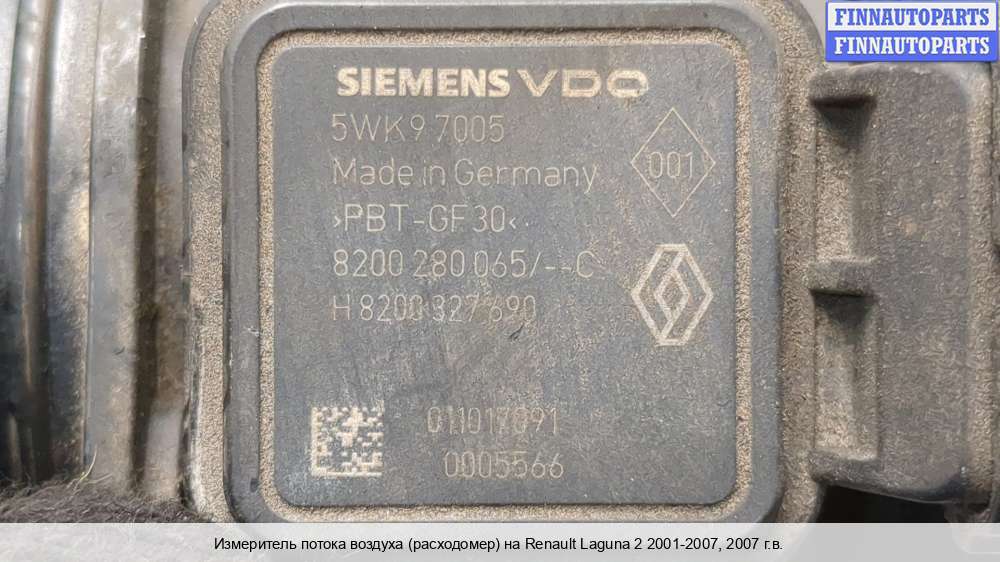 FINNAUTOPARTS
FINNAUTOPARTS
SIEMENS VDO
5WK9 7005
001
Made in Germany
>PBT-GF30<
8200 280 065/--C
H 8200 327 690
011017891
0005566
Измеритель потока воздуха (расходомер) на Renault Laguna 2 2001-2007, 2007 г.в.